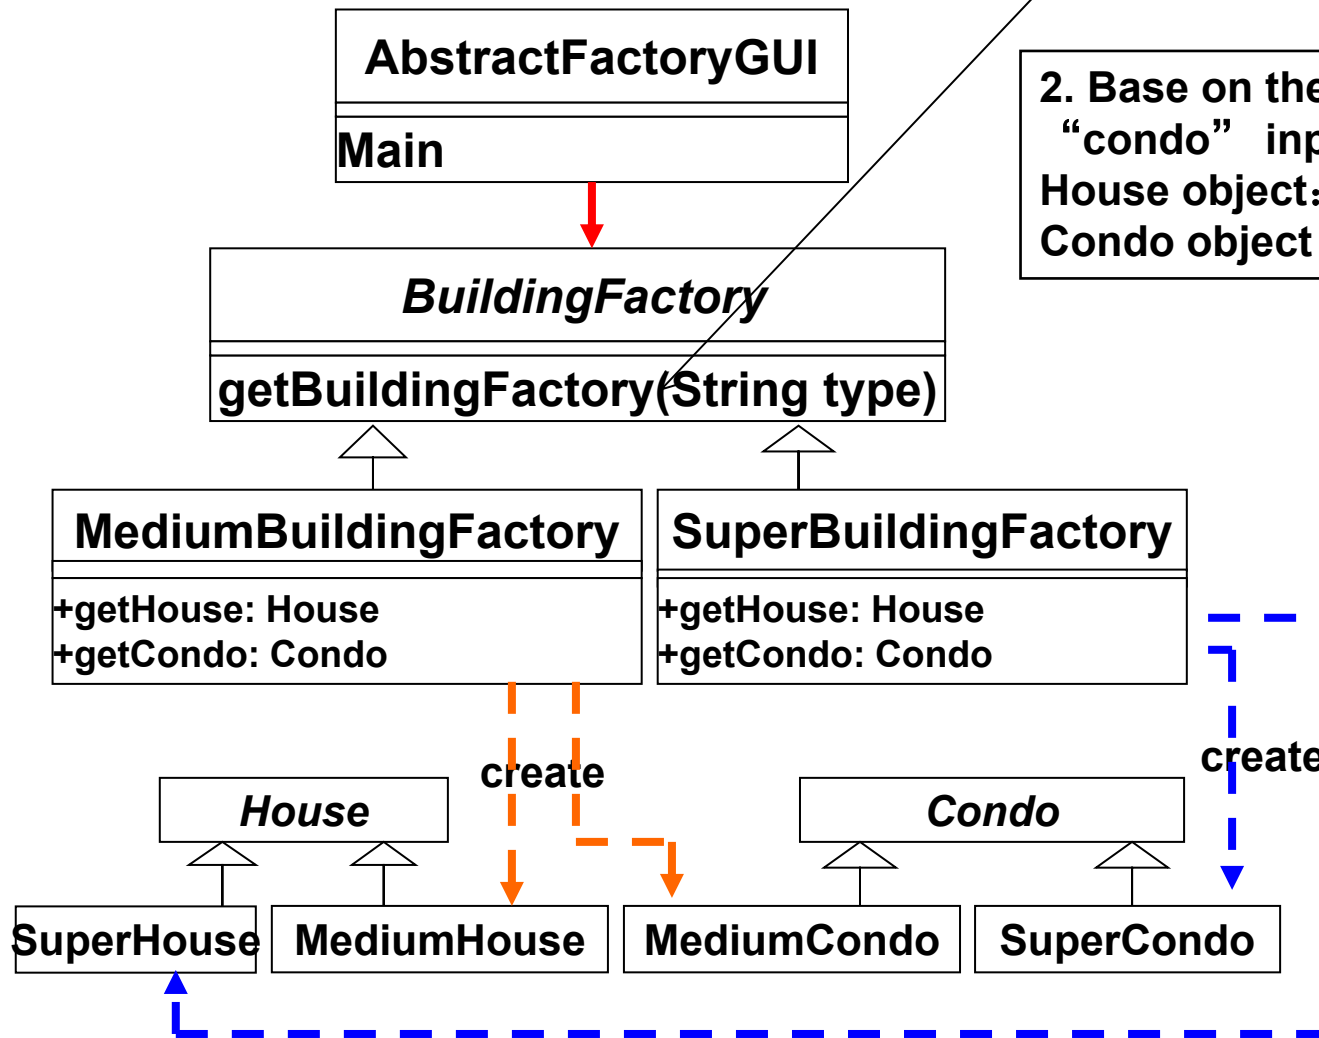 AbstractFactoryGUI
Main
2. Base on the
“condo” inp
House object:
Condo object
BuildingFactory
getBuildingFactory(String type)
MediumBuildingFactory
+getHouse: House
+getCondo: Condo
SuperBuildingFactory
+getHouse: House
+getCondo: Condo
create
create
House
Condo
SuperHouse
MediumHouse
MediumCondo
SuperCondo